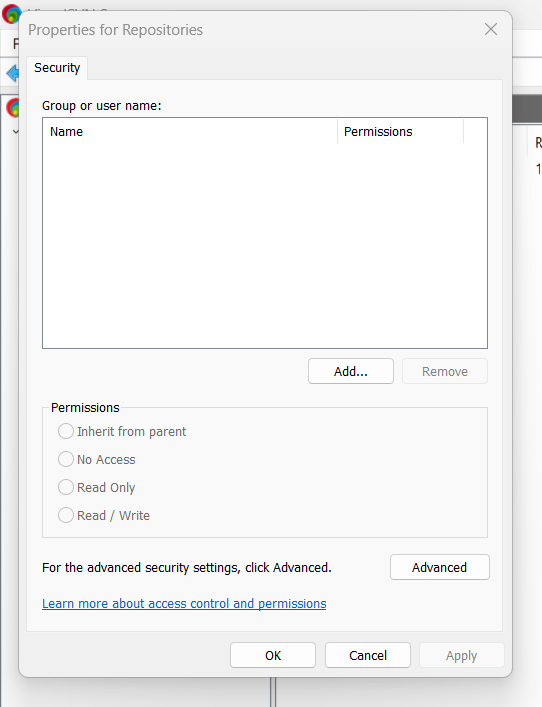 Properties for Repositories
Security
Group or user name:
Name Permissions
Add... Remove
Permissions
Inherit from parent
No Access
Read Only
Read / Write
For the advanced security settings, click Advanced. Advanced
Learn more about access control and permissions
OK Cancel Apply